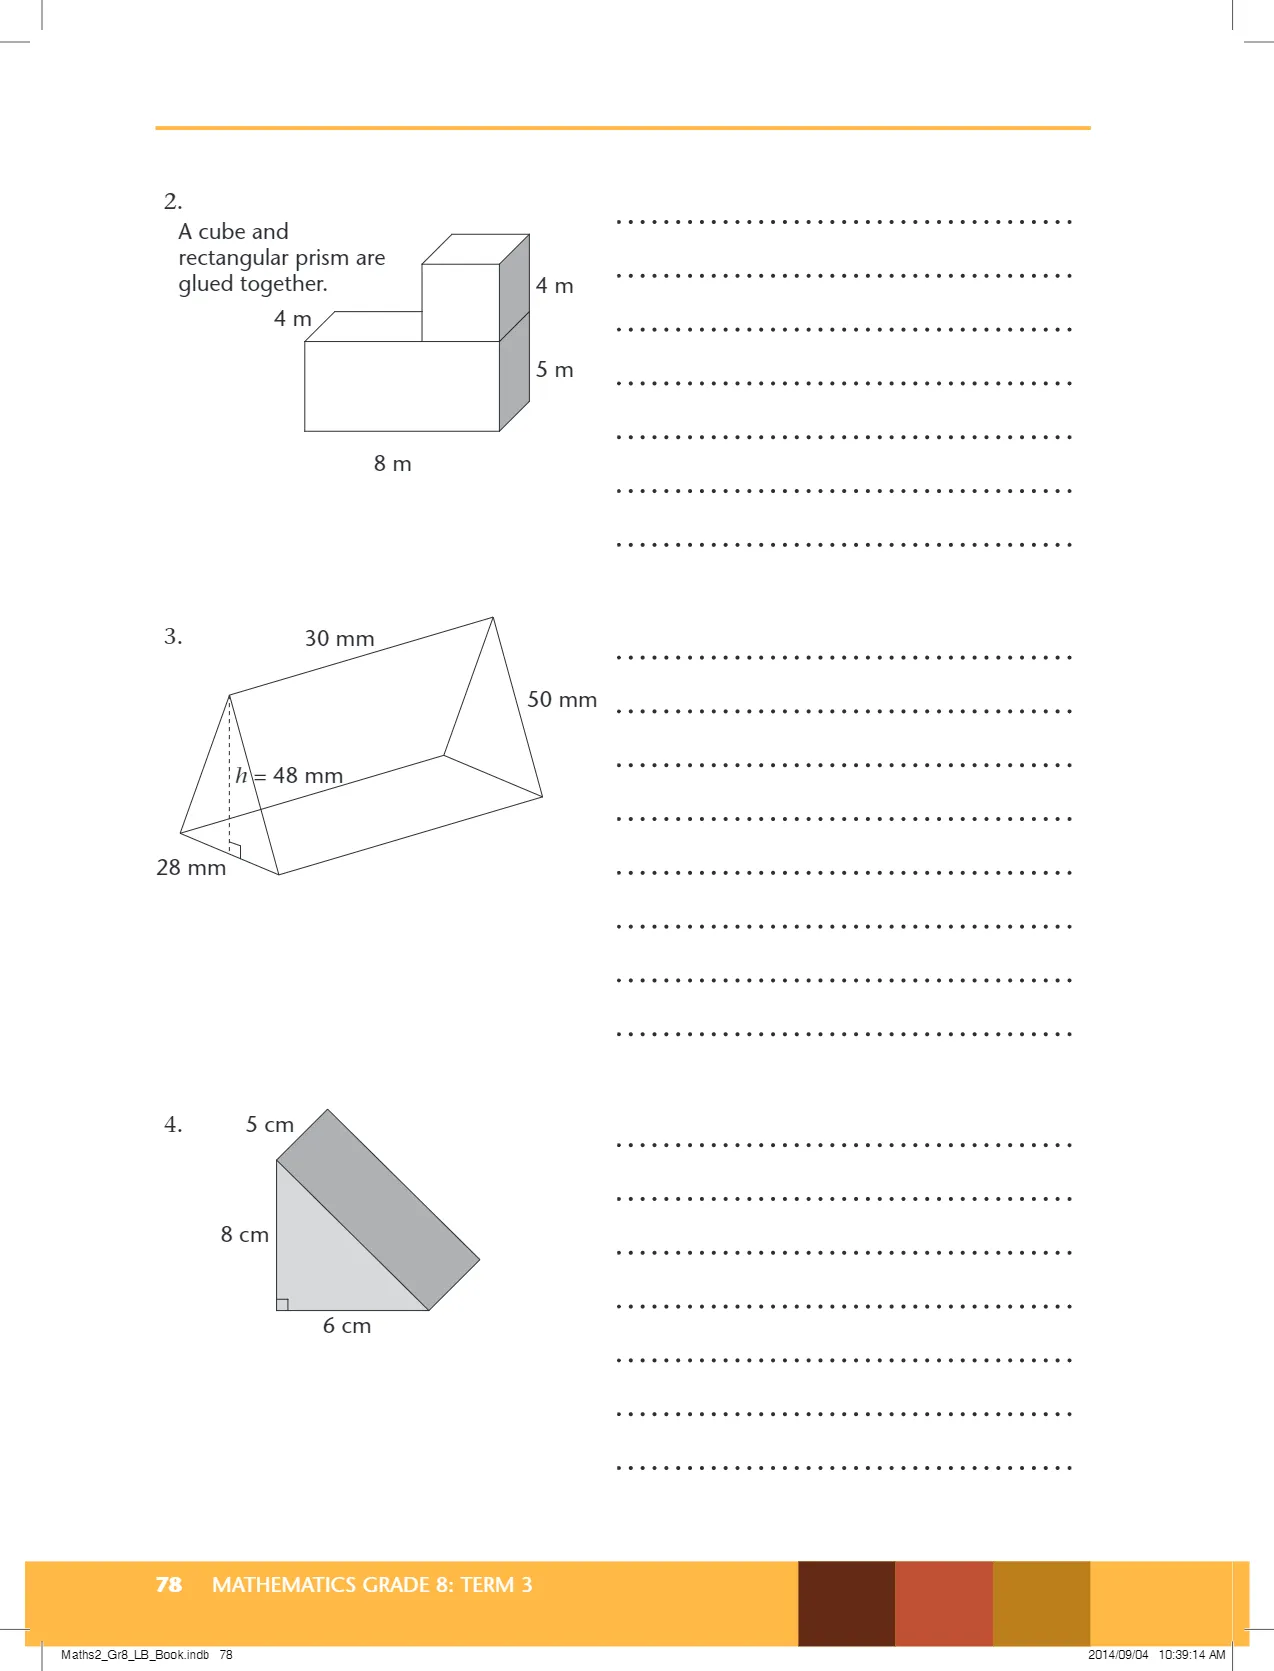 2.
A cube and
rectangular prism are
glued together.
4 m
4 m
5 m
8 m
3.
30 mm
50 mm
h = 48 mm
28 mm
4.
5 cm
8 cm
6 cm
78 MATHEMATICS GRADE 8: TERM 3
Maths2_Gr8_LB_Book.indb 78
2014/09/04 10:39:14 AM